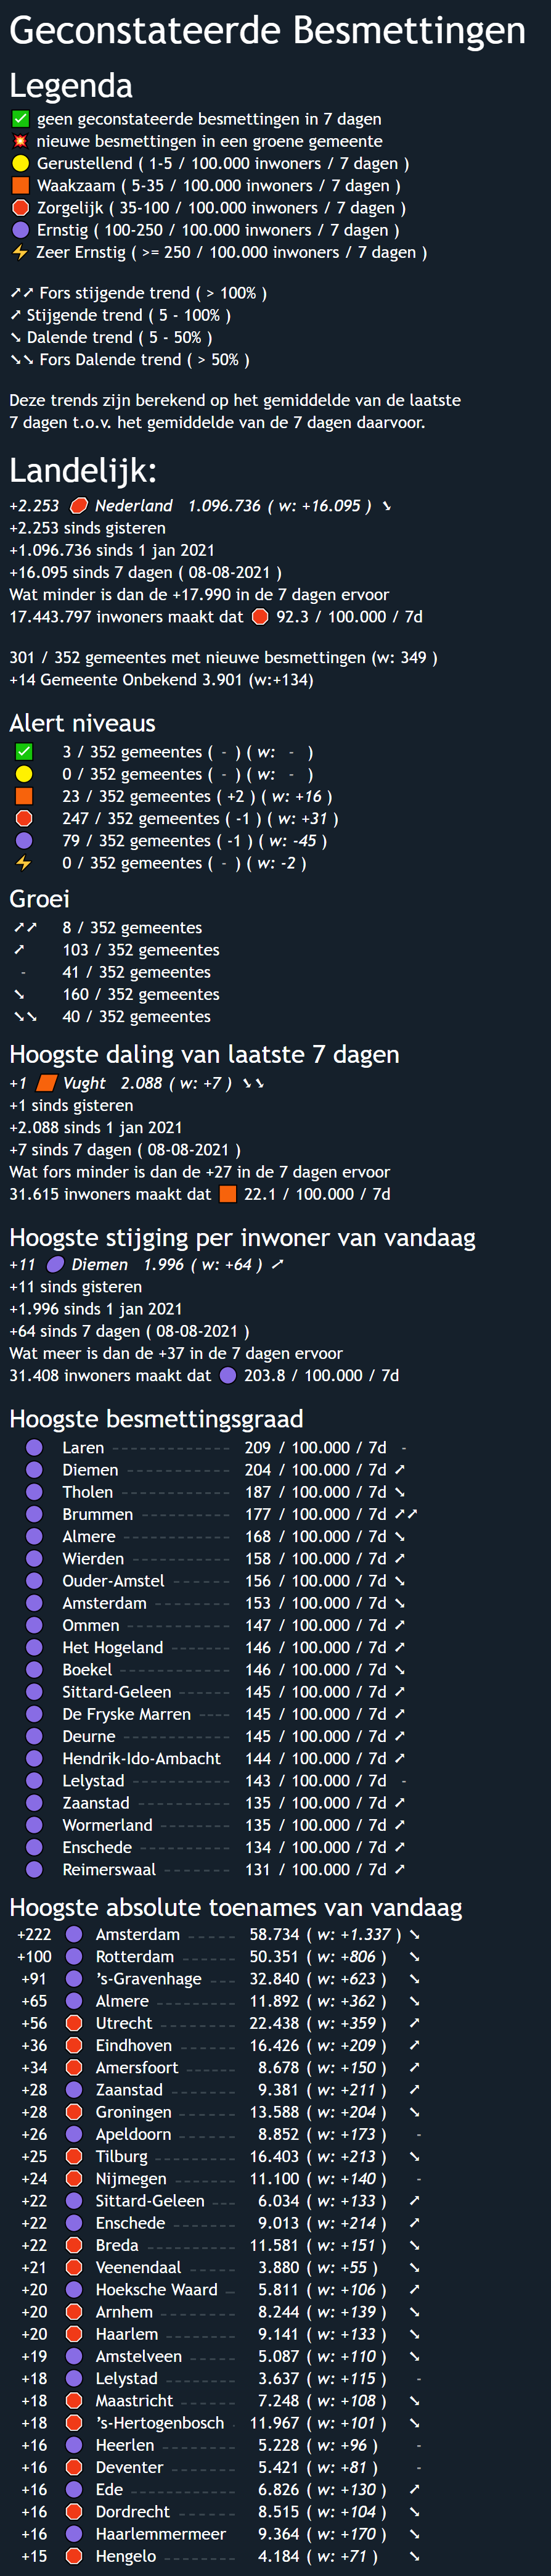 Geconstateerde Besmettingen
Legenda
✅ geen geconstateerde besmettingen in 7 dagen
💥 nieuwe besmettingen in een groene gemeente
🟡 Gerustellend ( 1-5 / 100.000 inwoners / 7 dagen )
🟧 Waakzaam ( 5-35 / 100.000 inwoners / 7 dagen )
🛑 Zorgelijk ( 35-100 / 100.000 inwoners / 7 dagen )
🟣 Ernstig ( 100-250 / 100.000 inwoners / 7 dagen )
⚡ Zeer Ernstig ( >= 250 / 100.000 inwoners / 7 dagen )
➚➚ Fors stijgende trend ( > 100% )
➚ Stijgende trend ( 5 - 100% )
➘ Dalende trend ( 5 - 50% )
➘➘ Fors Dalende trend ( > 50% )
Deze trends zijn berekend op het gemiddelde van de laatste
7 dagen t.o.v. het gemiddelde van de 7 dagen daarvoor.
Landelijk:
+2.253 🛑 Nederland 1.096.736 ( w: +16.095 ) ➘
+2.253 sinds gisteren
+1.096.736 sinds 1 jan 2021
+16.095 sinds 7 dagen ( 08-08-2021 )
Wat minder is dan de +17.990 in de 7 dagen ervoor
17.443.797 inwoners maakt dat 🛑 92.3 / 100.000 / 7d
301 / 352 gemeentes met nieuwe besmettingen (w: 349 )
+14 Gemeente Onbekend 3.901 (w:+134)
Alert niveaus
✅ 3 / 352 gemeentes ( - ) ( w: - )
🟡 0 / 352 gemeentes ( - ) ( w: - )
🟧 23 / 352 gemeentes ( +2 ) ( w: +16 )
🛑 247 / 352 gemeentes ( -1 ) ( w: +31 )
🟣 79 / 352 gemeentes ( -1 ) ( w: -45 )
⚡ 0 / 352 gemeentes ( - ) ( w: -2 )
Groei
➚➚ 8 / 352 gemeentes
➚ 103 / 352 gemeentes
- 41 / 352 gemeentes
➘ 160 / 352 gemeentes
➘➘ 40 / 352 gemeentes
Hoogste daling van laatste 7 dagen
+1 🟧 Vught 2.088 ( w: +7 ) ➘➘
+1 sinds gisteren
+2.088 sinds 1 jan 2021
+7 sinds 7 dagen ( 08-08-2021 )
Wat fors minder is dan de +27 in de 7 dagen ervoor
31.615 inwoners maakt dat 🟧 22.1 / 100.000 / 7d
Hoogste stijging per inwoner van vandaag
+11 🟣 Diemen 1.996 ( w: +64 ) ➚
+11 sinds gisteren
+1.996 sinds 1 jan 2021
+64 sinds 7 dagen ( 08-08-2021 )
Wat meer is dan de +37 in de 7 dagen ervoor
31.408 inwoners maakt dat 🟣 203.8 / 100.000 / 7d
Hoogste besmettingsgraad
🟣 Laren 209 / 100.000 / 7d -
🟣 Diemen 204 / 100.000 / 7d ➚
🟣 Tholen 187 / 100.000 / 7d ➘
🟣 Brummen 177 / 100.000 / 7d ➚➚
🟣 Almere 168 / 100.000 / 7d ➘
🟣 Wierden 158 / 100.000 / 7d ➚
🟣 Ouder-Amstel 156 / 100.000 / 7d ➘
🟣 Amsterdam 153 / 100.000 / 7d ➘
🟣 Ommen 147 / 100.000 / 7d ➚
🟣 Het Hogeland 146 / 100.000 / 7d ➚
🟣 Boekel 146 / 100.000 / 7d ➘
🟣 Sittard-Geleen 145 / 100.000 / 7d ➚
🟣 De Fryske Marren 145 / 100.000 / 7d ➚
🟣 Deurne 145 / 100.000 / 7d ➚
🟣 Hendrik-Ido-Ambacht 144 / 100.000 / 7d ➚
🟣 Lelystad 143 / 100.000 / 7d -
🟣 Zaanstad 135 / 100.000 / 7d ➚
🟣 Wormerland 135 / 100.000 / 7d ➚
🟣 Enschede 134 / 100.000 / 7d ➚
🟣 Reimerswaal 131 / 100.000 / 7d ➚
Hoogste absolute toenames van vandaag
+222 🟣 Amsterdam 58.734 ( w: +1.337 ) ➘
+100 🟣 Rotterdam 50.351 ( w: +806 ) ➘
+91 🟣 's-Gravenhage 32.840 ( w: +623 ) ➘
+65 🟣 Almere 11.892 ( w: +362 ) ➘
+56 🛑 Utrecht 22.438 ( w: +359 ) ➚
+36 🛑 Eindhoven 16.426 ( w: +209 ) ➚
+34 🛑 Amersfoort 8.678 ( w: +150 ) ➚
+28 🟣 Zaanstad 9.381 ( w: +211 ) ➚
+28 🛑 Groningen 13.588 ( w: +204 ) ➘
+26 🟣 Apeldoorn 8.852 ( w: +173 ) -
+25 🛑 Tilburg 16.403 ( w: +213 ) ➘
+24 🛑 Nijmegen 11.100 ( w: +140 ) -
+22 🟣 Sittard-Geleen 6.034 ( w: +133 ) ➚
+22 🟣 Enschede 9.013 ( w: +214 ) ➚
+22 🛑 Breda 11.581 ( w: +151 ) ➘
+21 🛑 Veenendaal 3.880 ( w: +55 ) ➘
+20 🟣 Hoeksche Waard 5.811 ( w: +106 ) ➚
+20 🛑 Arnhem 8.244 ( w: +139 ) ➘
+20 🛑 Haarlem 9.141 ( w: +133 ) ➘
+19 🟣 Amstelveen 5.087 ( w: +110 ) ➘
+18 🟣 Lelystad 3.637 ( w: +115 ) -
+18 🛑 Maastricht 7.248 ( w: +108 ) ➘
+18 🛑 's-Hertogenbosch 11.967 ( w: +101 ) ➘
+16 🟣 Heerlen 5.228 ( w: +96 ) -
+16 🛑 Deventer 5.421 ( w: +81 ) -
+16 🟣 Ede 6.826 ( w: +130 ) ➚
+16 🛑 Dordrecht 8.515 ( w: +104 ) ➘
+16 🟣 Haarlemmermeer 9.364 ( w: +170 ) ➘
+15 🛑 Hengelo 4.184 ( w: +71 ) ➘